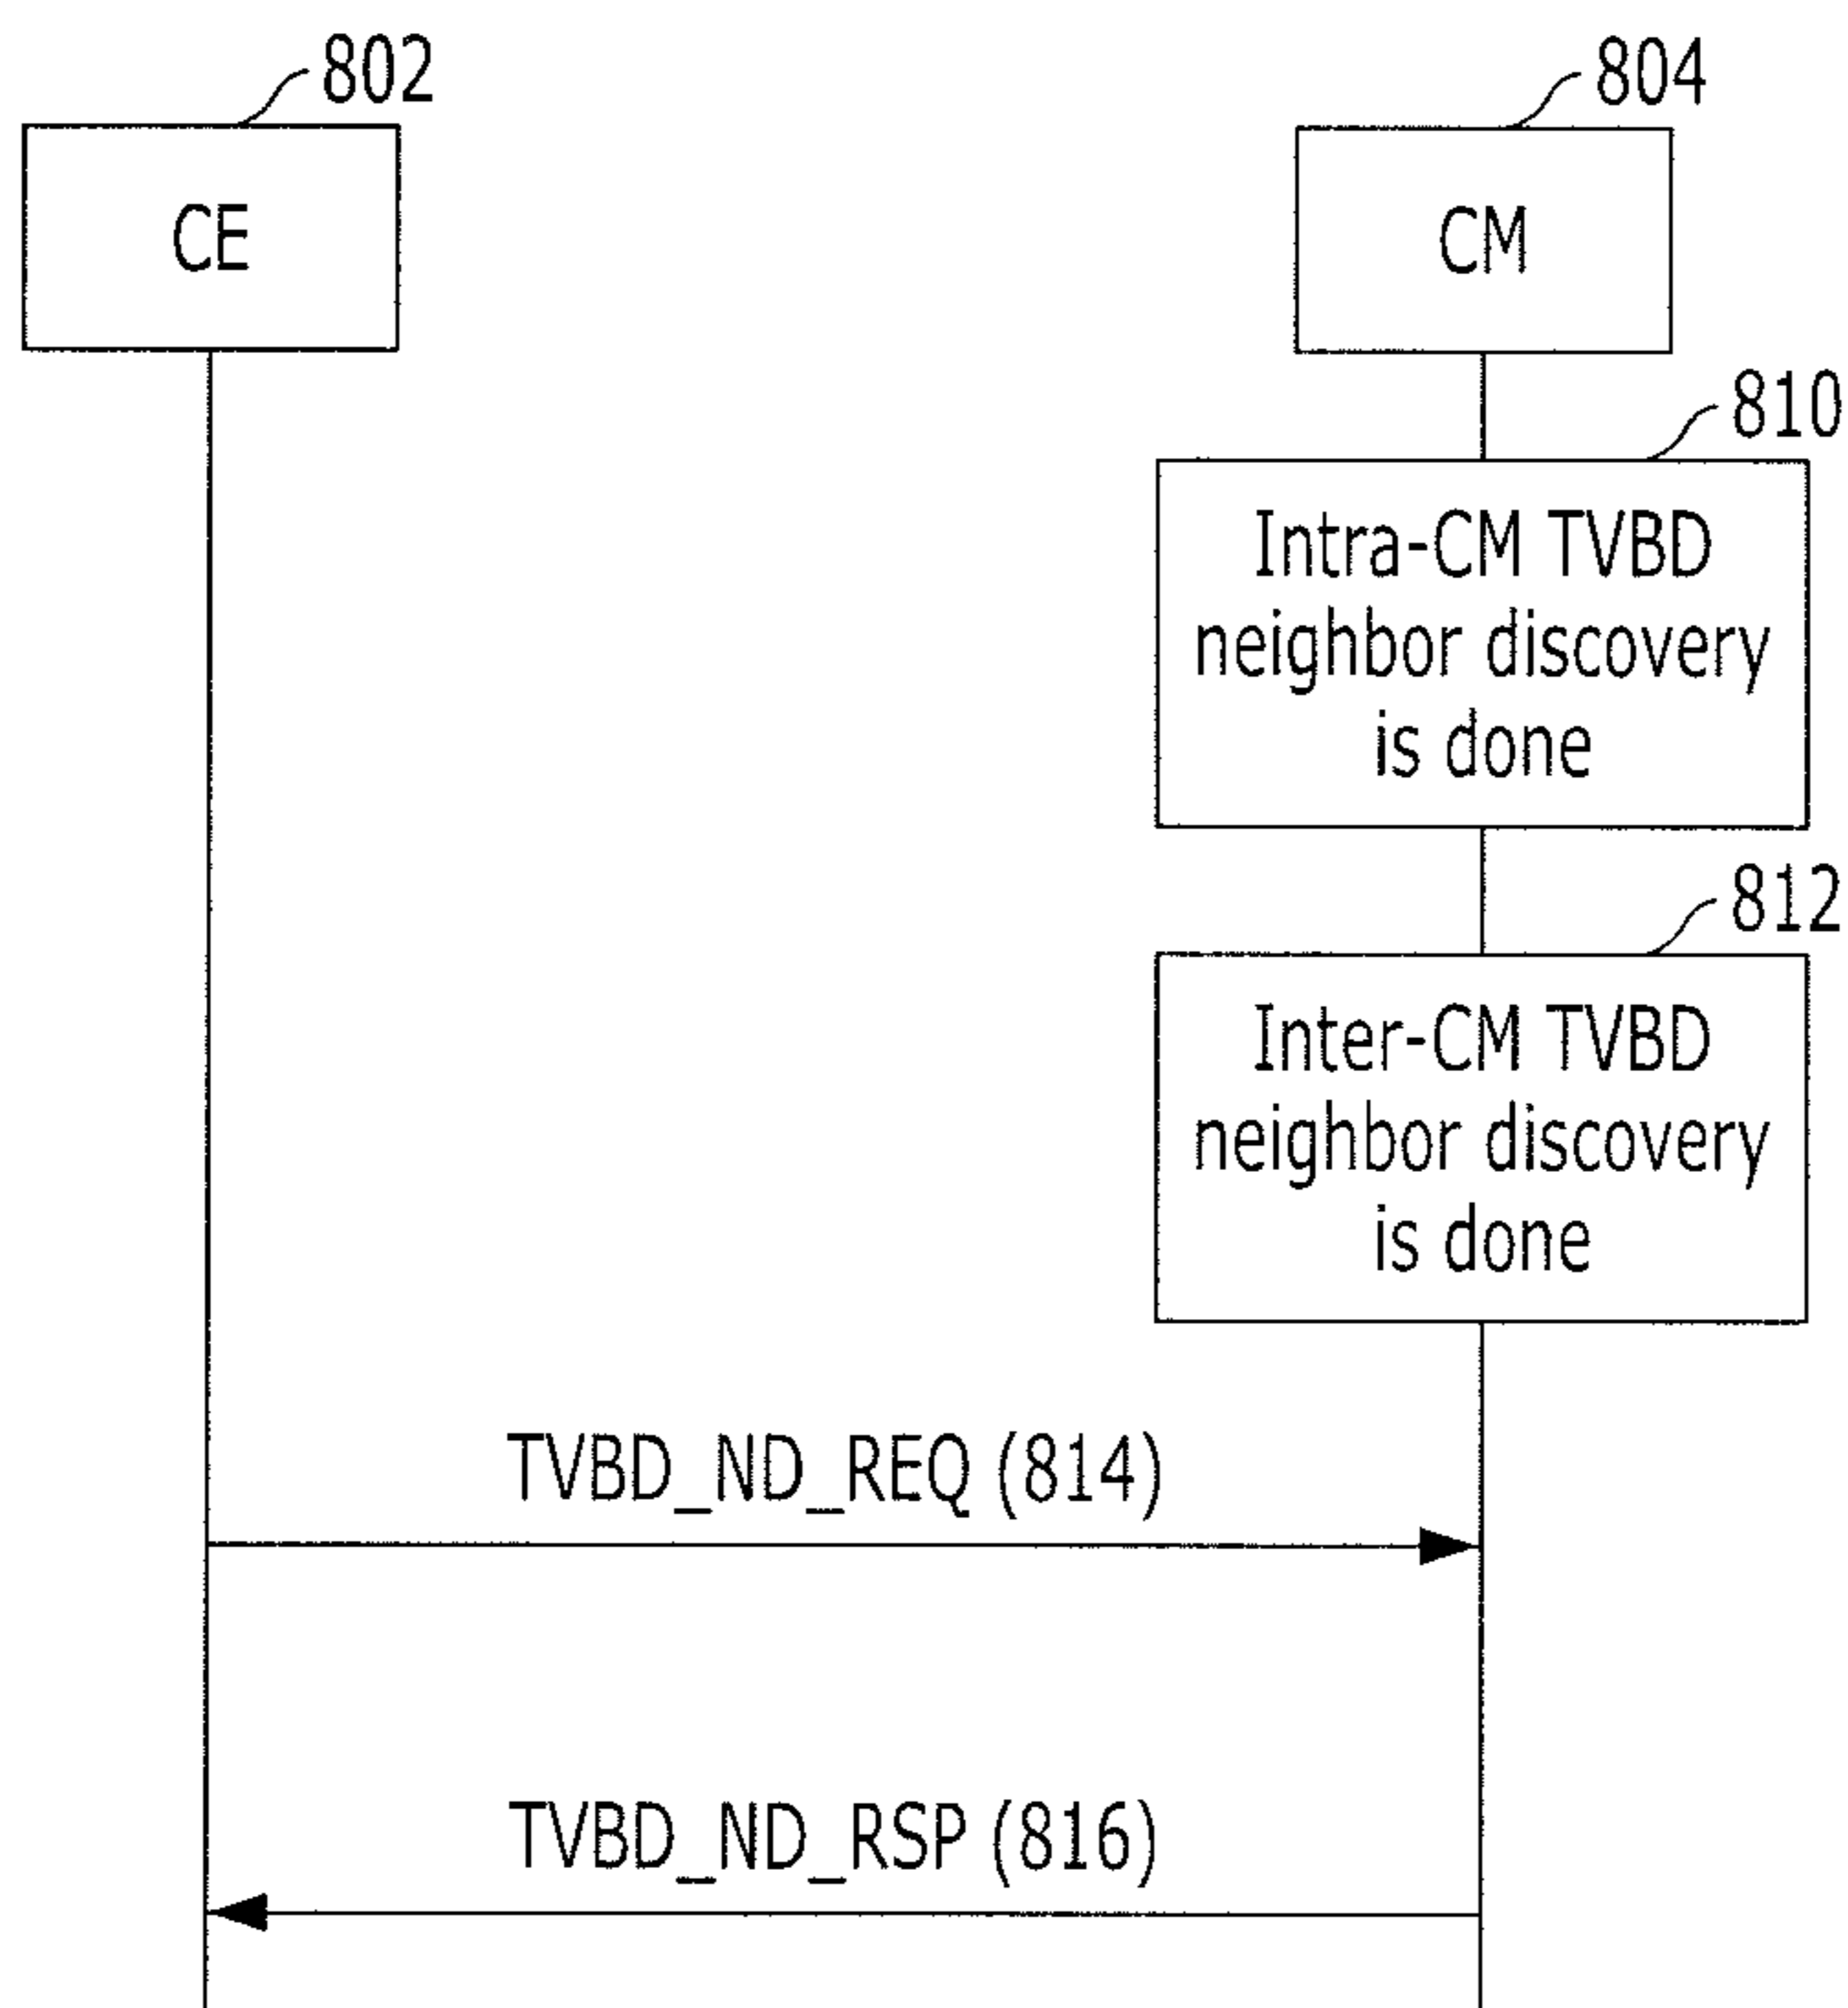 802
804
CE
CM
810
Intra-CM TVBD
neighbor discovery
is done
812
Inter-CM TVBD
neighbor discovery
is done
TVBD_ND_REQ (814)
TVBD_ND_RSP (816)